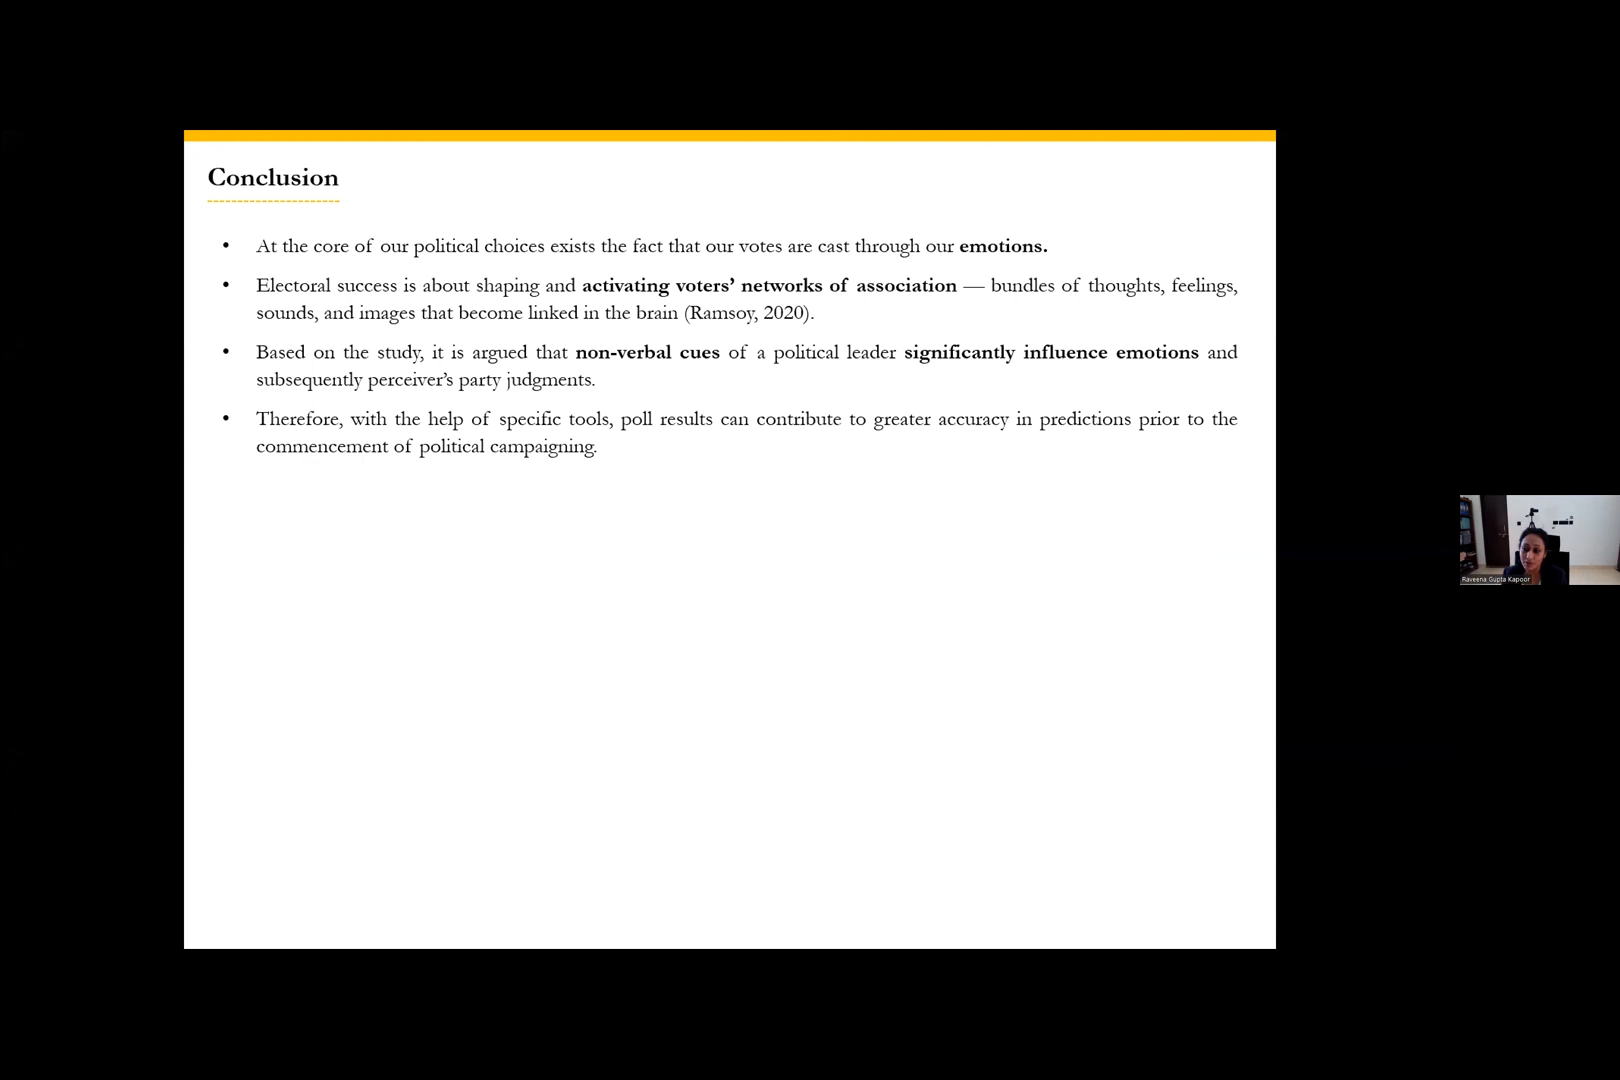 Conclusion
• At the core of our political choices exists the fact that our votes are cast through our emotions.
• Electoral success is about shaping and activating voters’ networks of association — bundles of thoughts, feelings,
sounds, and images that become linked in the brain (Ramsoy, 2020).
• Based on the study, it is argued that non-verbal cues of a political leader significantly influence emotions and
subsequently perceiver’s party judgments.
• Therefore, with the help of specific tools, poll results can contribute to greater accuracy in predictions prior to the
commencement of political campaigning.
Raveena Gupta Kapoor